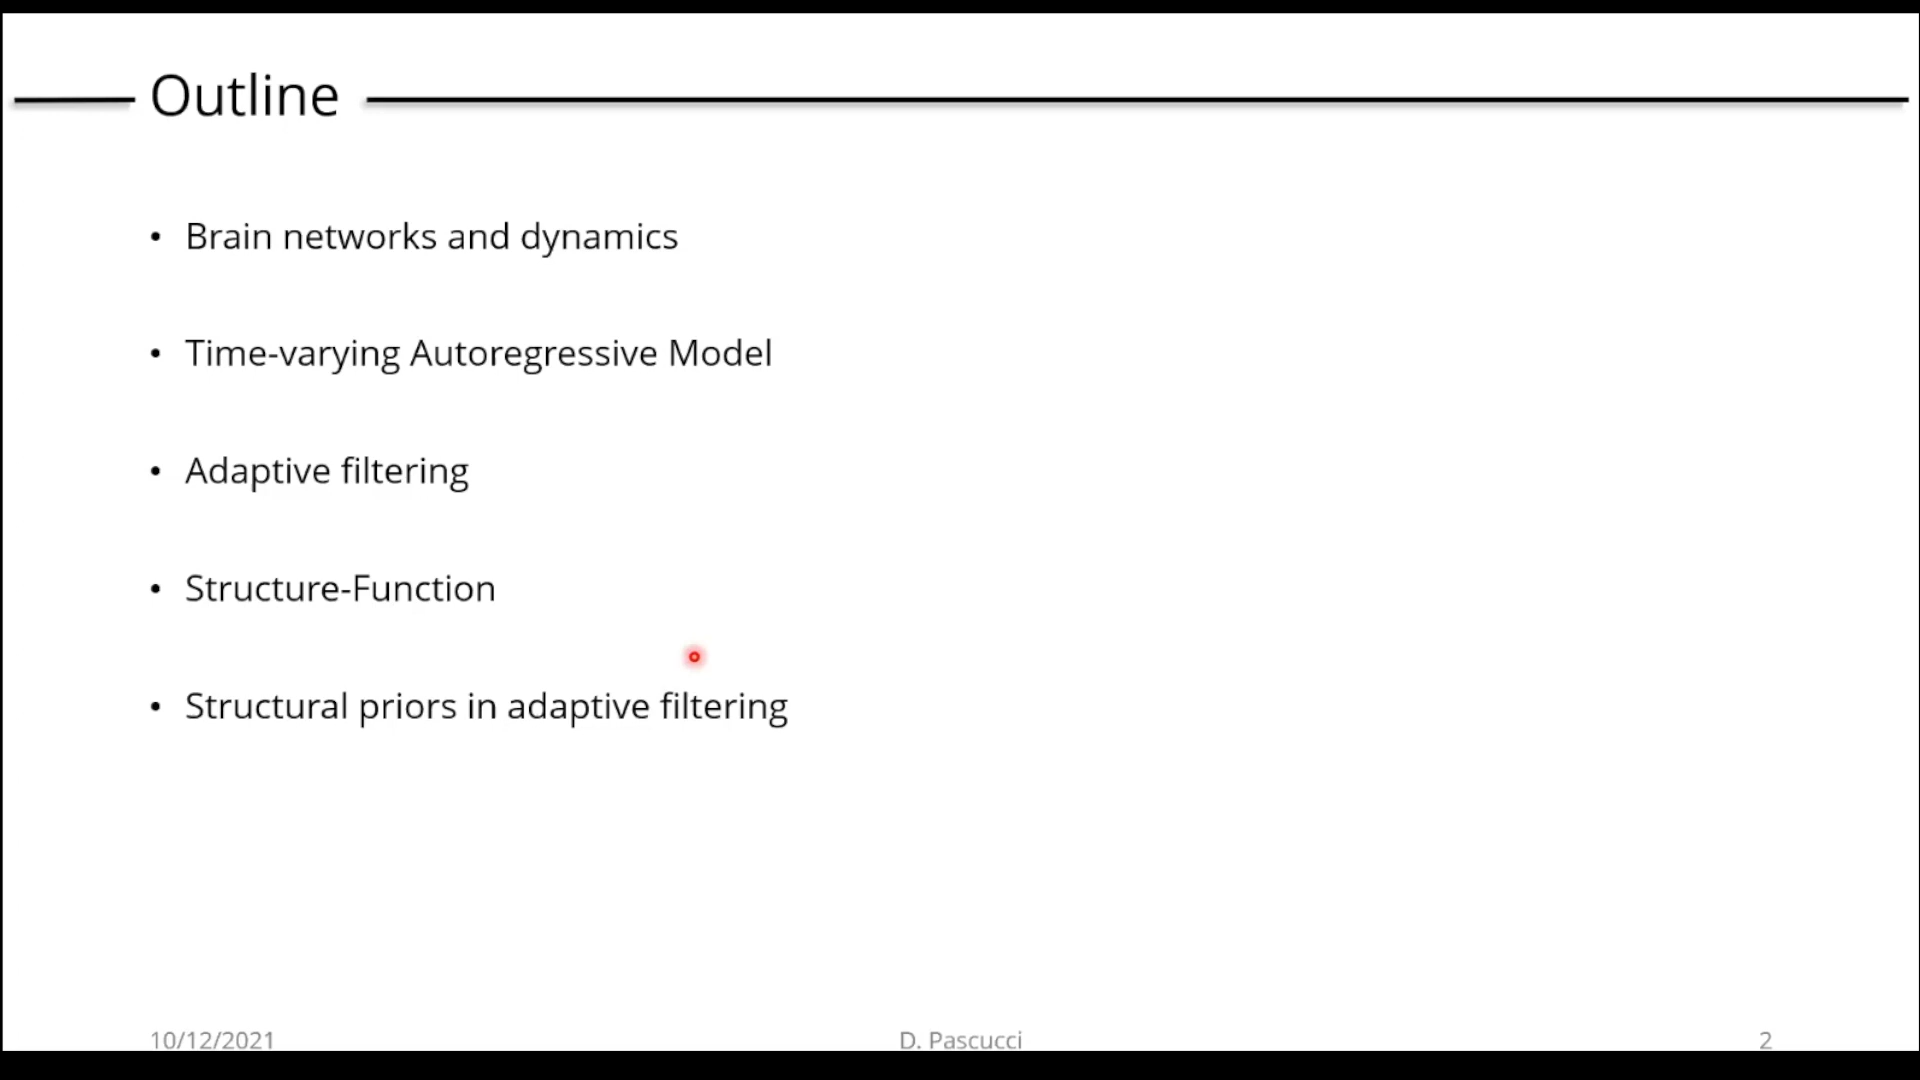 Outline
• Brain networks and dynamics
• Time-varying Autoregressive Model
• Adaptive filtering
• Structure-Function
• Structural priors in adaptive filtering
10/12/2021 D. Pascucci 2